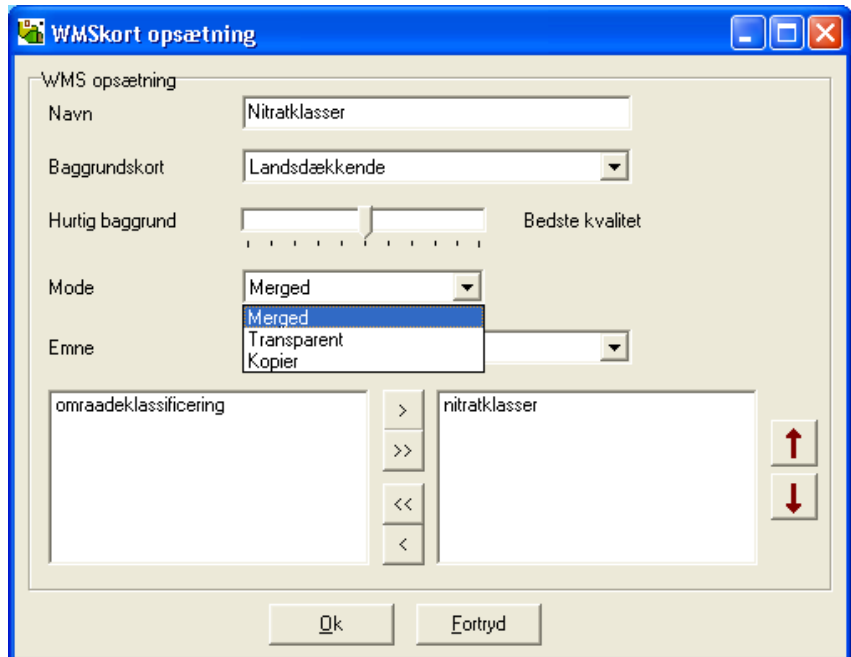 WMSkort opsætning
WMS opsætning
Navn
Nitratklasser
Baggrundskort
Landsdækkende
Hurtig baggrund
Bedste kvalitet
Mode
Merged
Merged
Transparent
Kopier
Emne
omraadeklassificering
>
>>
<<
<
nitratklasser
Ok
Fortryd